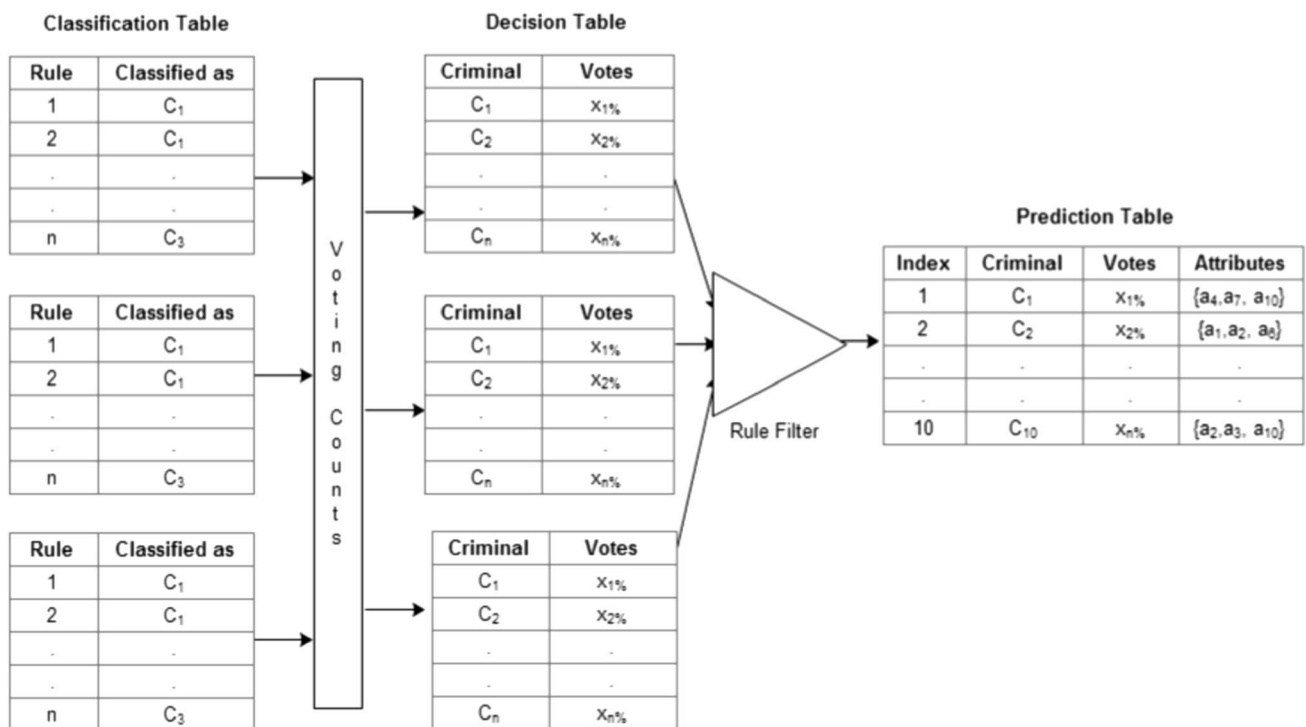 Classification Table
Rule Classified as
1 C₁
2 C₁
. .
. .
n C₃
Rule Classified as
1 C₁
2 C₁
. .
. .
n C₃
Rule Classified as
1 C₁
2 C₁
. .
. .
n C₃
Voting Counts
Decision Table
Criminal Votes
C₁ x₁%
C₂ x₂%
. .
. .
Cₙ xₙ%
Criminal Votes
C₁ x₁%
C₂ x₂%
. .
. .
Cₙ xₙ%
Criminal Votes
C₁ x₁%
C₂ x₂%
. .
. .
Cₙ xₙ%
Rule Filter
Prediction Table
Index Criminal Votes Attributes
1 C₁ x₁% {a₄,a₇, a₁₀}
2 C₂ x₂% {a₁,a₂, a₆}
. . . .
. . . .
10 C₁₀ xₙ% {a₂,a₃, a₁₀}